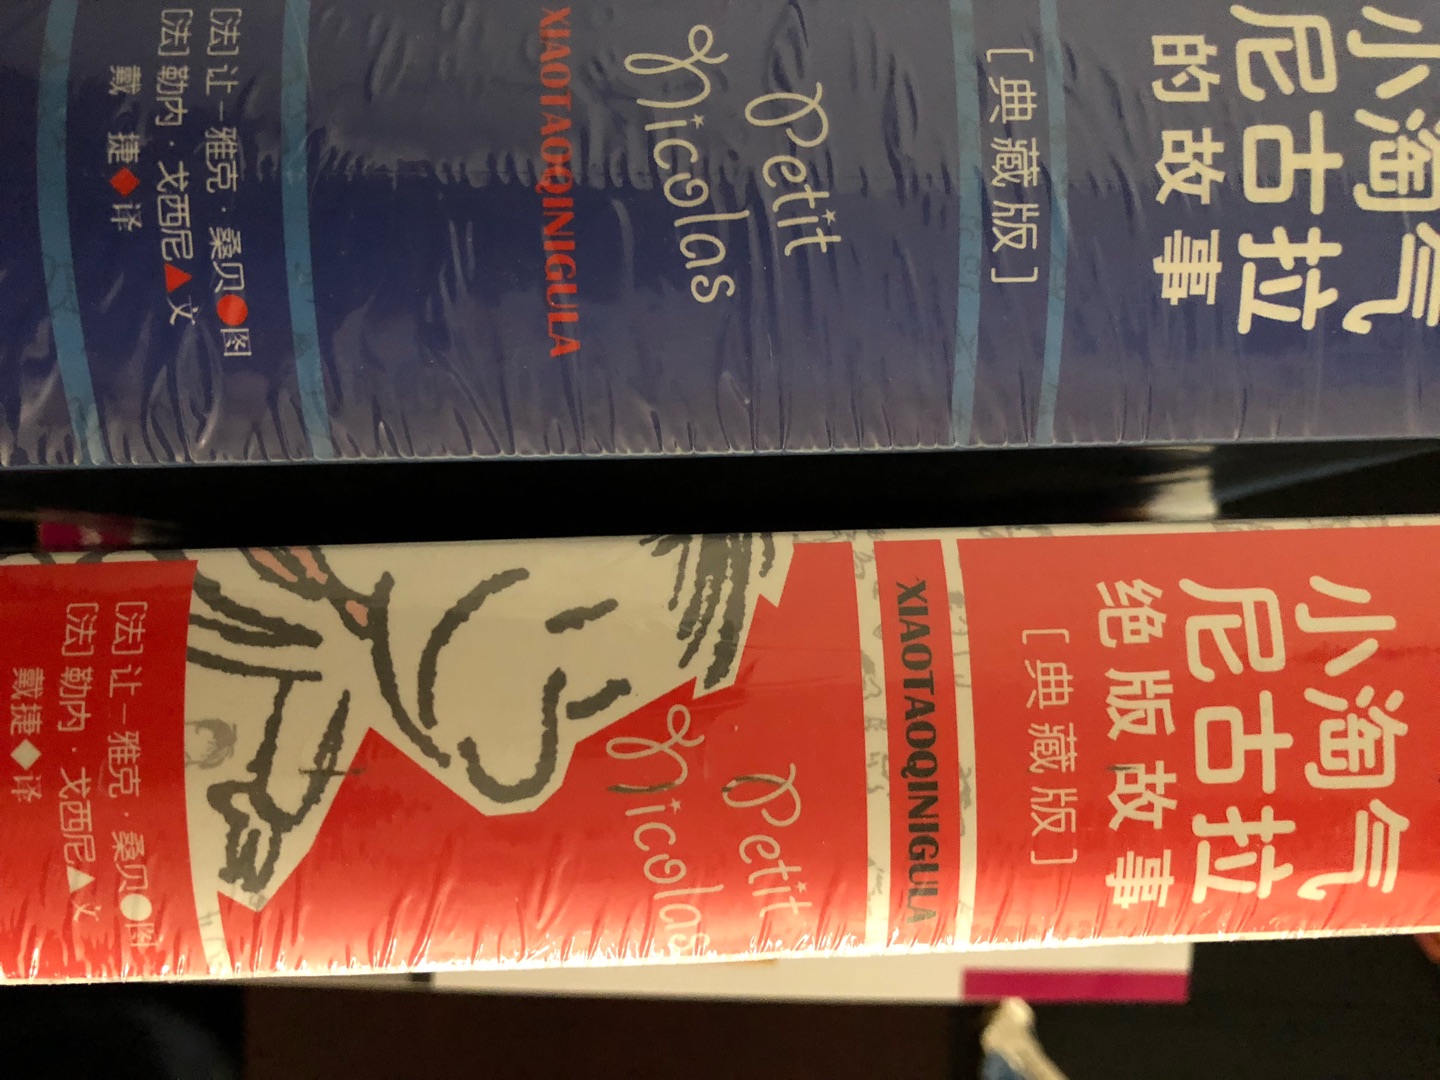 小淘气
尼古拉
的故事
[典藏版]
Petit
Nicolas
XIAOTAOQINIGULA
[法]让－雅克·桑贝●图
[法]勒内·戈西尼▲文
戴 捷◆译
小淘气
尼古拉
绝版故事
[典藏版]
XIAOTAOQINIGULA
Petit
Nicolas
[法]让－雅克·桑贝●图
[法]勒内·戈西尼▲文
戴捷◆译